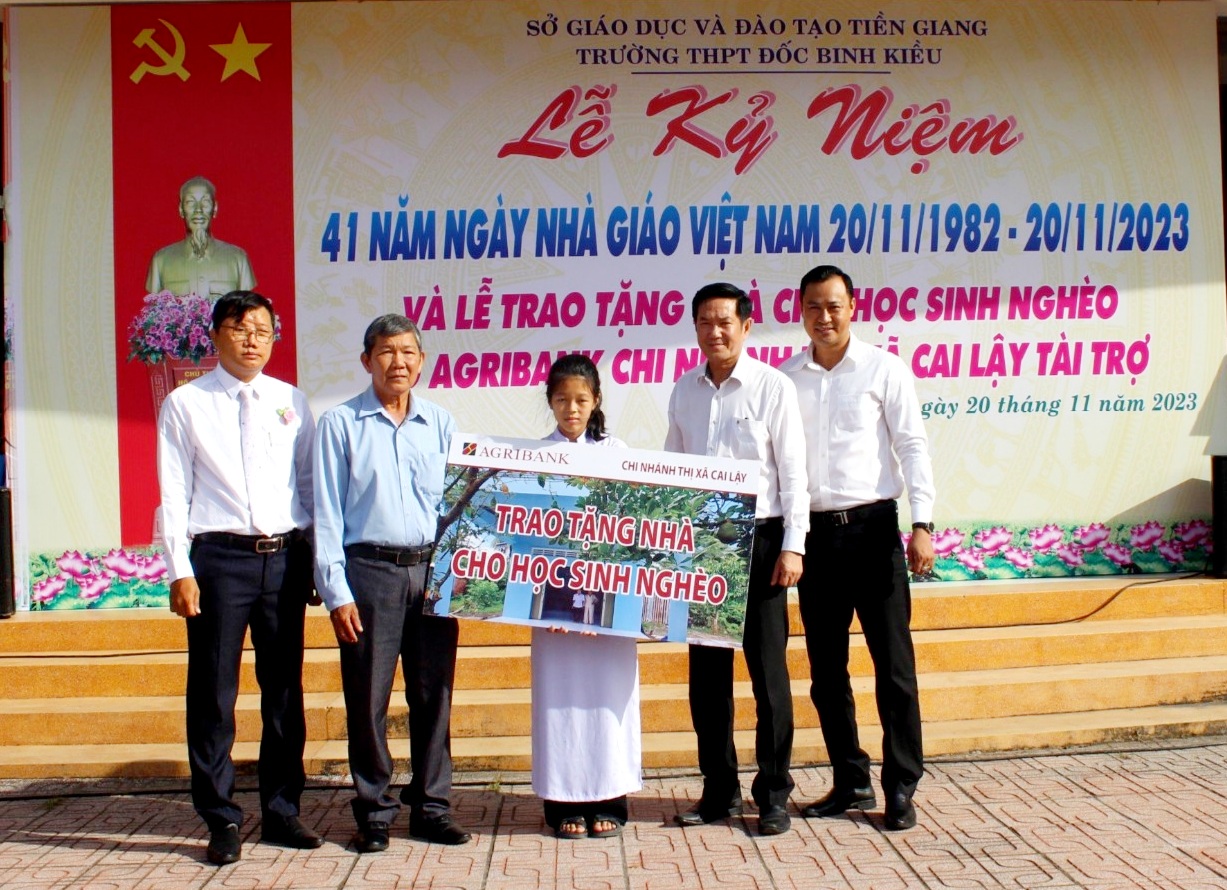 SỞ GIÁO DỤC VÀ ĐÀO TẠO TIỀN GIANG
TRƯỜNG THPT ĐỐC BINH KIỀU
Lễ Kỷ Niệm
41 NĂM NGÀY NHÀ GIÁO VIỆT NAM 20/11/1982 - 20/11/2023
VÀ LỄ TRAO TẶNG HỌC SINH NGHÈO
AGRIBANK CHI CAI LẬY TÀI TRỢ
gày 20 tháng 11 năm 2023
CHỦ TỊ
AGRIBANK
CHI NHÁNH THỊ XÃ CAI LẬY
TRAO TẶNG NHÀ
CHO HỌC SINH NGHÈO